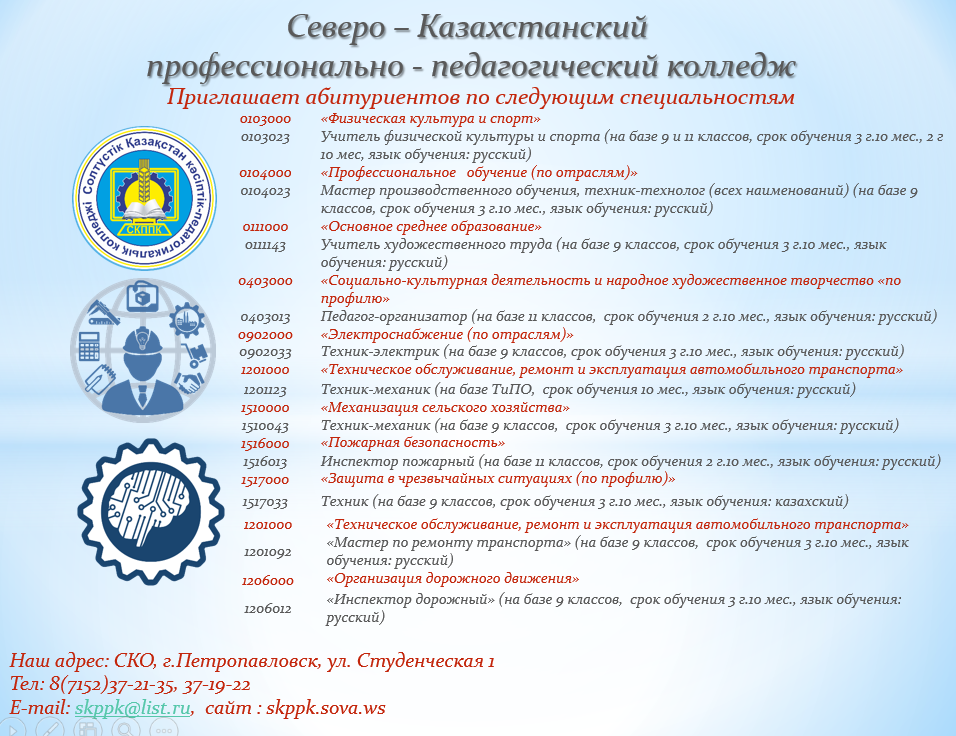 Северо – Казахстанский
профессионально - педагогический колледж
Приглашает абитуриентов по следующим специальностям
0103000 «Физическая культура и спорт»
0103023 Учитель физической культуры и спорта (на базе 9 и 11 классов, срок обучения 3 г.10 мес., 2 г
10 мес, язык обучения: русский)
0104000 «Профессиональное обучение (по отраслям)»
0104023 Мастер производственного обучения, техник-технолог (всех наименований) (на базе 9
классов, срок обучения 3 г.10 мес., язык обучения: русский)
0111000 «Основное среднее образование»
0111143 Учитель художественного труда (на базе 9 классов, срок обучения 3 г.10 мес., язык
обучения: русский)
0403000 «Социально-культурная деятельность и народное художественное творчество «по
профилю»
0403013 Педагог-организатор (на базе 11 классов, срок обучения 2 г.10 мес., язык обучения: русский)
0902000 «Электроснабжение (по отраслям)»
0902033 Техник-электрик (на базе 9 классов, срок обучения 3 г.10 мес., язык обучения: русский)
1201000 «Техническое обслуживание, ремонт и эксплуатация автомобильного транспорта»
1201123 Техник-механик (на базе ТиПО, срок обучения 10 мес., язык обучения: русский)
1510000 «Механизация сельского хозяйства»
1510043 Техник-механик (на базе 9 классов, срок обучения 3 г.10 мес., язык обучения: русский)
1516000 «Пожарная безопасность»
1516013 Инспектор пожарный (на базе 11 классов, срок обучения 2 г.10 мес., язык обучения: русский)
1517000 «Защита в чрезвычайных ситуациях (по профилю)»
1517033 Техник (на базе 9 классов, срок обучения 3 г.10 мес., язык обучения: казахский)
1201000 «Техническое обслуживание, ремонт и эксплуатация автомобильного транспорта»
1201092 «Мастер по ремонту транспорта» (на базе 9 классов, срок обучения 3 г.10 мес., язык
обучения: русский)
1206000 «Организация дорожного движения»
1206012 «Инспектор дорожный» (на базе 9 классов, срок обучения 3 г.10 мес., язык обучения:
русский)
Солтүстік Қазақстан кәсіптік-педагогикалық колледжі
СКППК
Наш адрес: СКО, г.Петропавловск, ул. Студенческая 1
Тел: 8(7152)37-21-35, 37-19-22
E-mail: skppk@list.ru, сайт : skppk.sova.ws